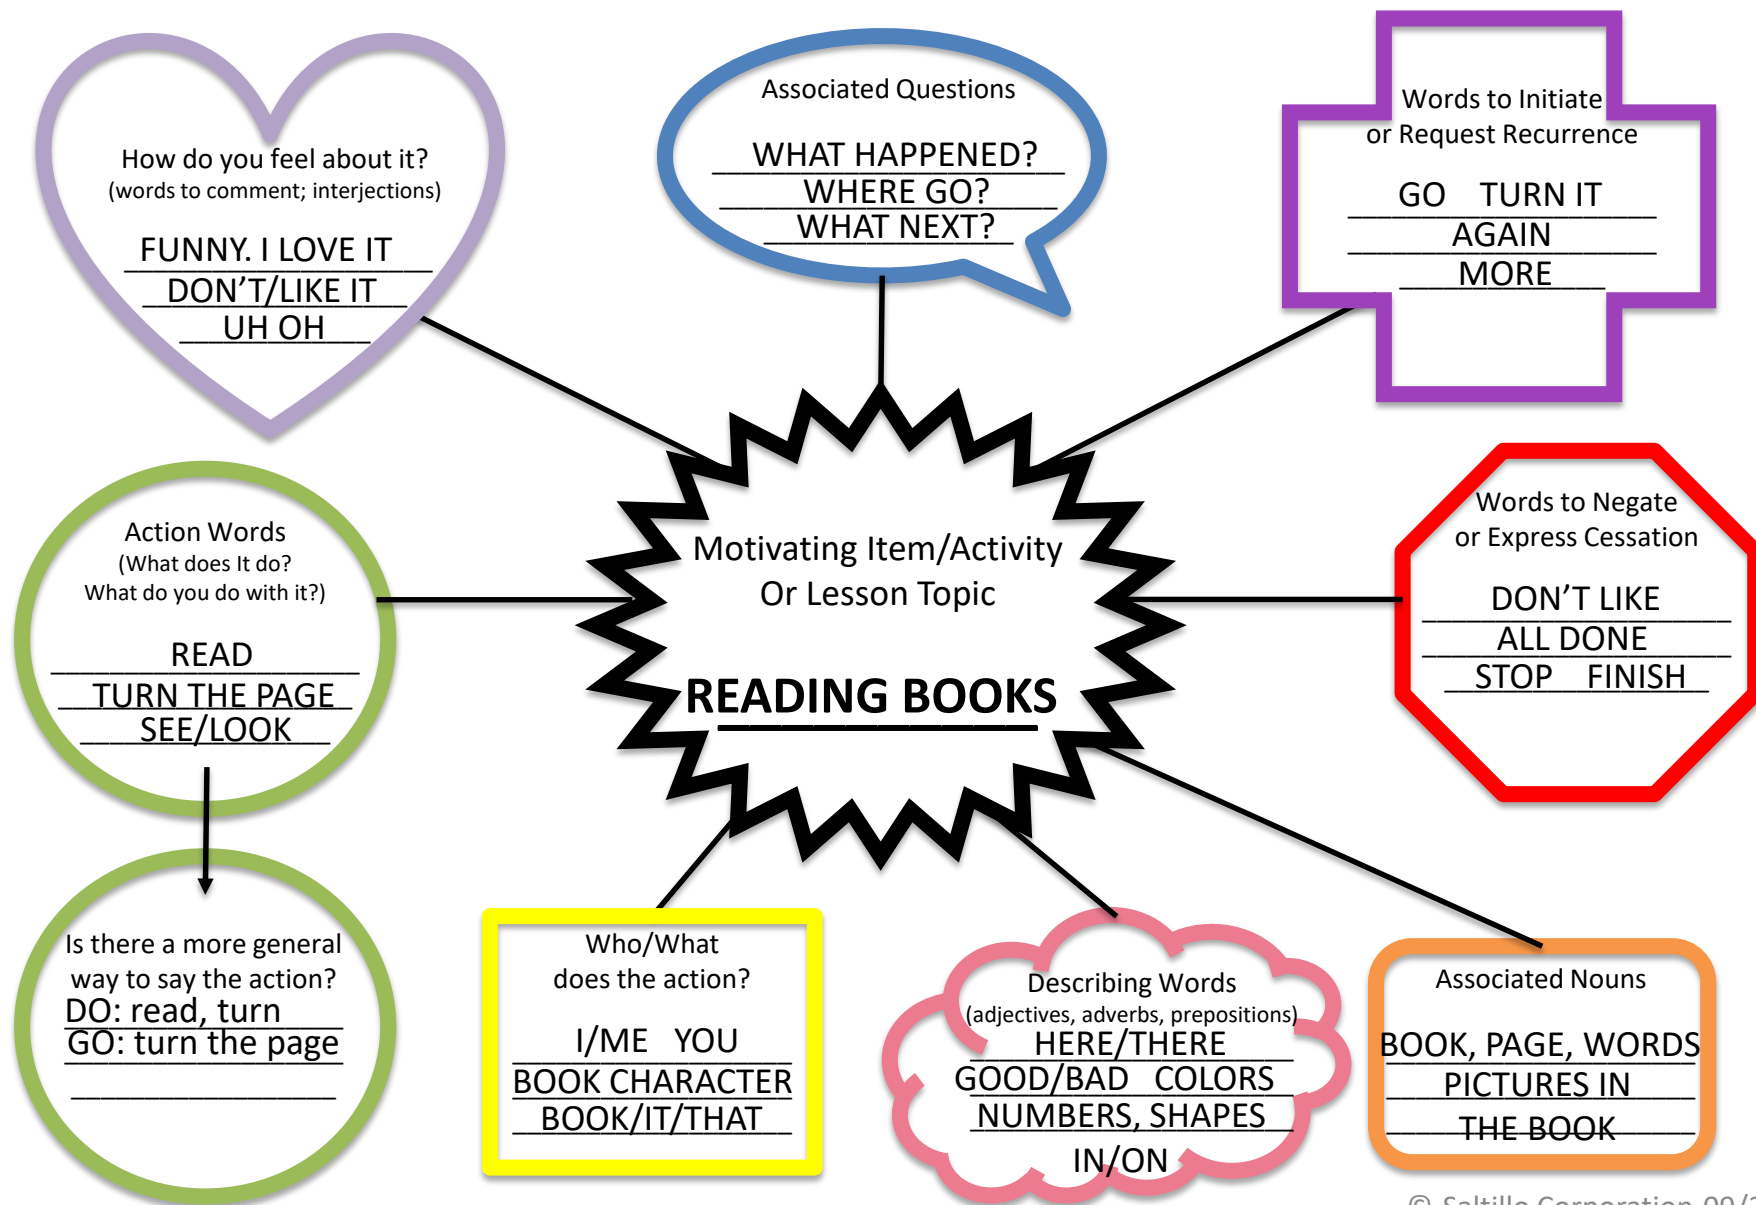 How do you feel about it?
(words to comment; interjections)
FUNNY. I LOVE IT
DON'T/LIKE IT
UH OH
Associated Questions
WHAT HAPPENED?
WHERE GO?
WHAT NEXT?
Words to Initiate
or Request Recurrence
GO TURN IT
AGAIN
MORE
Action Words
(What does It do?
What do you do with it?)
READ
TURN THE PAGE
SEE/LOOK
Motivating Item/Activity
Or Lesson Topic
READING BOOKS
Words to Negate
or Express Cessation
DON'T LIKE
ALL DONE
STOP FINISH
Is there a more general
way to say the action?
DO: read, turn
GO: turn the page
Who/What
does the action?
I/ME YOU
BOOK CHARACTER
BOOK/IT/THAT
Describing Words
(adjectives, adverbs, prepositions)
HERE/THERE
GOOD/BAD COLORS
NUMBERS, SHAPES
IN/ON
Associated Nouns
BOOK, PAGE, WORDS
PICTURES IN
THE BOOK
© Saltillo Corporation